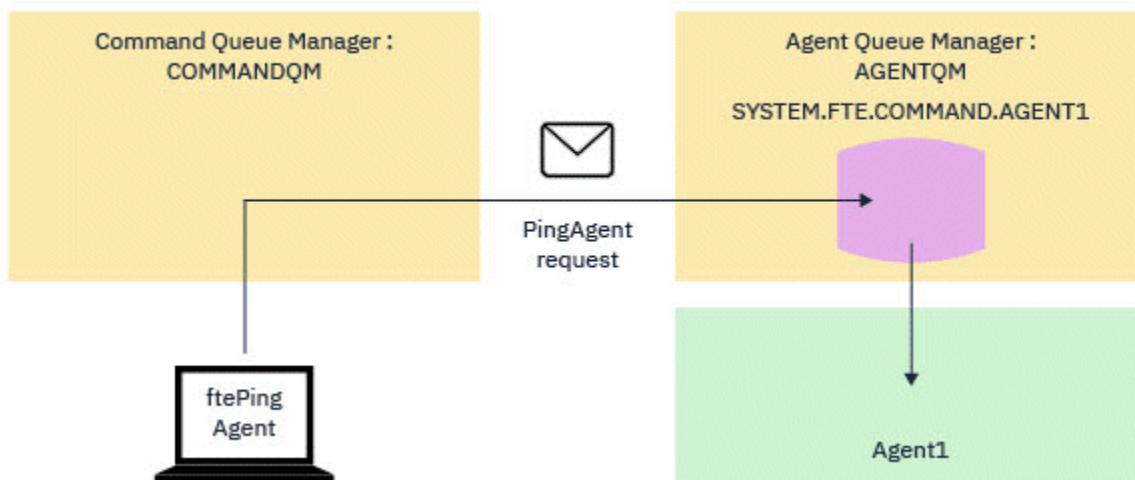 Command Queue Manager :
COMMANDQM
Agent Queue Manager :
AGENTQM
SYSTEM.FTE.COMMAND.AGENT1
PingAgent
request
ftePing
Agent
Agent1